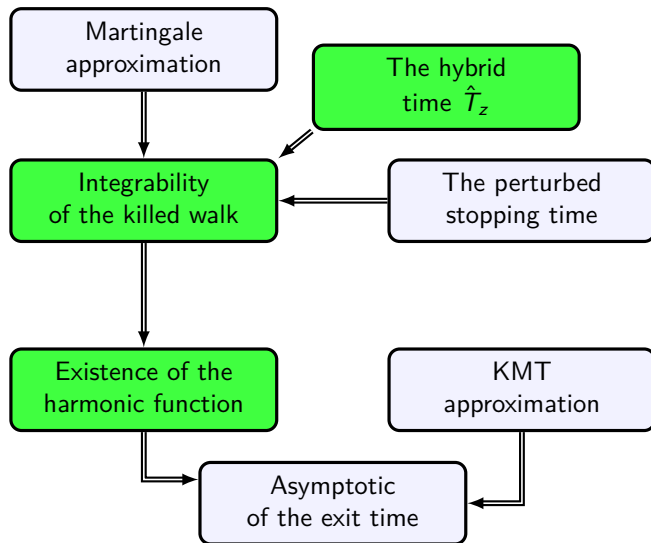 Martingale
approximation
The hybrid
time T̂_z
Integrability
of the killed walk
The perturbed
stopping time
Existence of the
harmonic function
KMT
approximation
Asymptotic
of the exit time